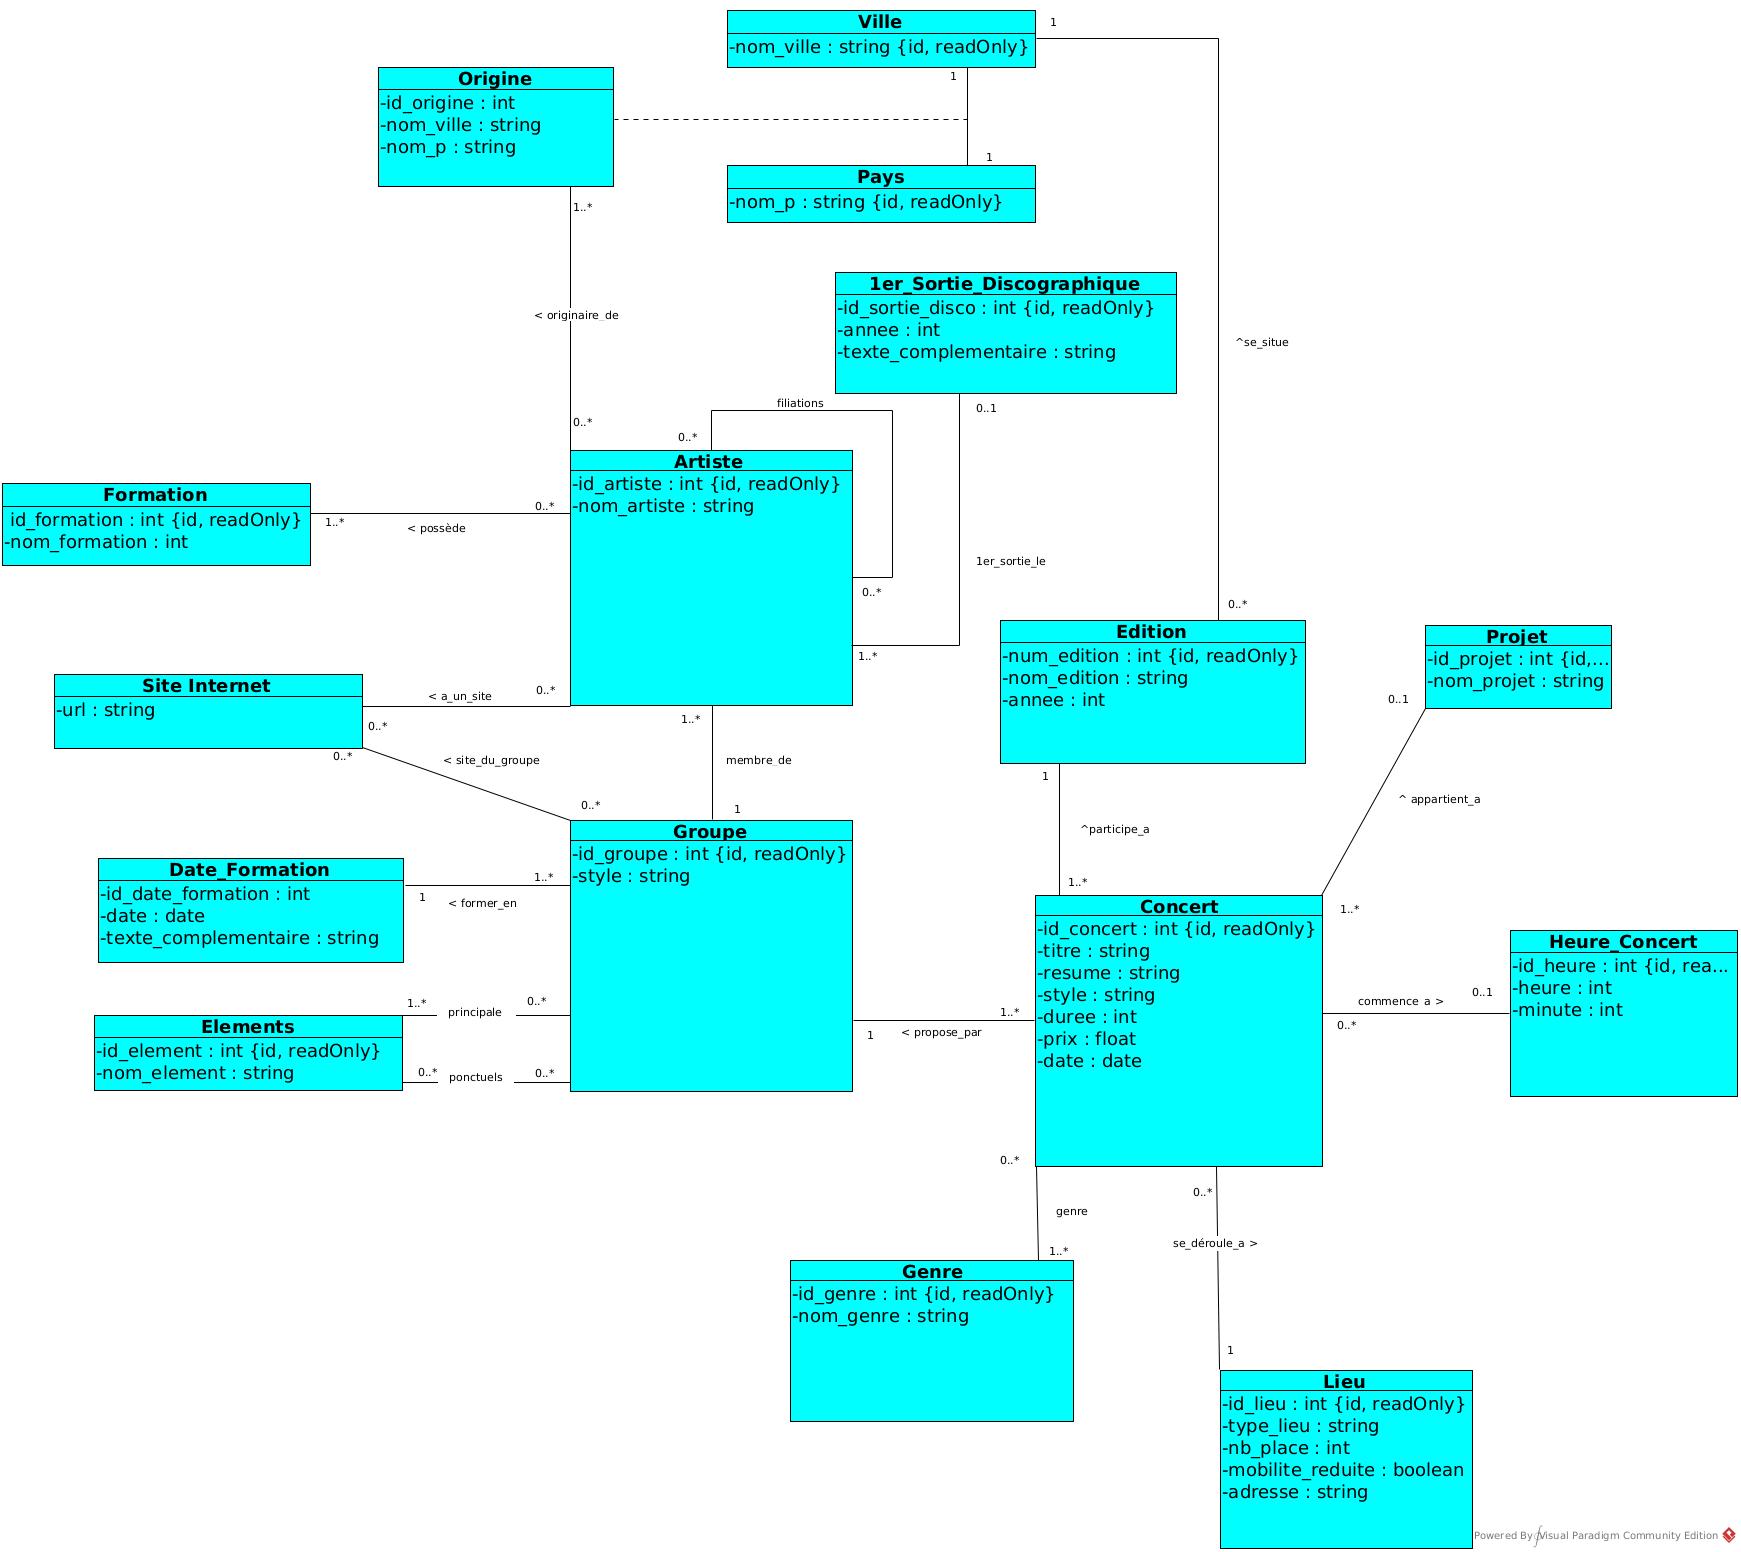 Ville
-nom_ville : string {id, readOnly}
1
1
Origine
-id_origine : int
-nom_ville : string
-nom_p : string
1
Pays
-nom_p : string {id, readOnly}
1..*
< originaire_de
0..*
1er_Sortie_Discographique
-id_sortie_disco : int {id, readOnly}
-annee : int
-texte_complementaire : string
0..1
^se_situe
filiations
0..*
Artiste
-id_artiste : int {id, readOnly}
-nom_artiste : string
0..*
1er_sortie_le
1..*
Formation
id_formation : int {id, readOnly}
-nom_formation : int
1..*
< possède
0..*
0..*
Edition
-num_edition : int {id, readOnly}
-nom_edition : string
-annee : int
Projet
-id_projet : int {id,...
-nom_projet : string
0..1
Site Internet
-url : string
< a_un_site
0..*
0..*
0..*
< site_du_groupe
0..*
1..*
membre_de
1
1
^participe_a
1..*
^ appartient_a
1..*
Groupe
-id_groupe : int {id, readOnly}
-style : string
Date_Formation
-id_date_formation : int
-date : date
-texte_complementaire : string
1..*
1
< former_en
Concert
-id_concert : int {id, readOnly}
-titre : string
-resume : string
-style : string
-duree : int
-prix : float
-date : date
Heure_Concert
-id_heure : int {id, rea...
-heure : int
-minute : int
0..1
commence a >
0..*
1..*
principale
0..*
Elements
-id_element : int {id, readOnly}
-nom_element : string
0..*
ponctuels
0..*
1..*
1
< propose_par
0..*
genre
1..*
0..*
se_déroule_a >
1
Genre
-id_genre : int {id, readOnly}
-nom_genre : string
Lieu
-id_lieu : int {id, readOnly}
-type_lieu : string
-nb_place : int
-mobilite_reduite : boolean
-adresse : string
Powered By Visual Paradigm Community Edition